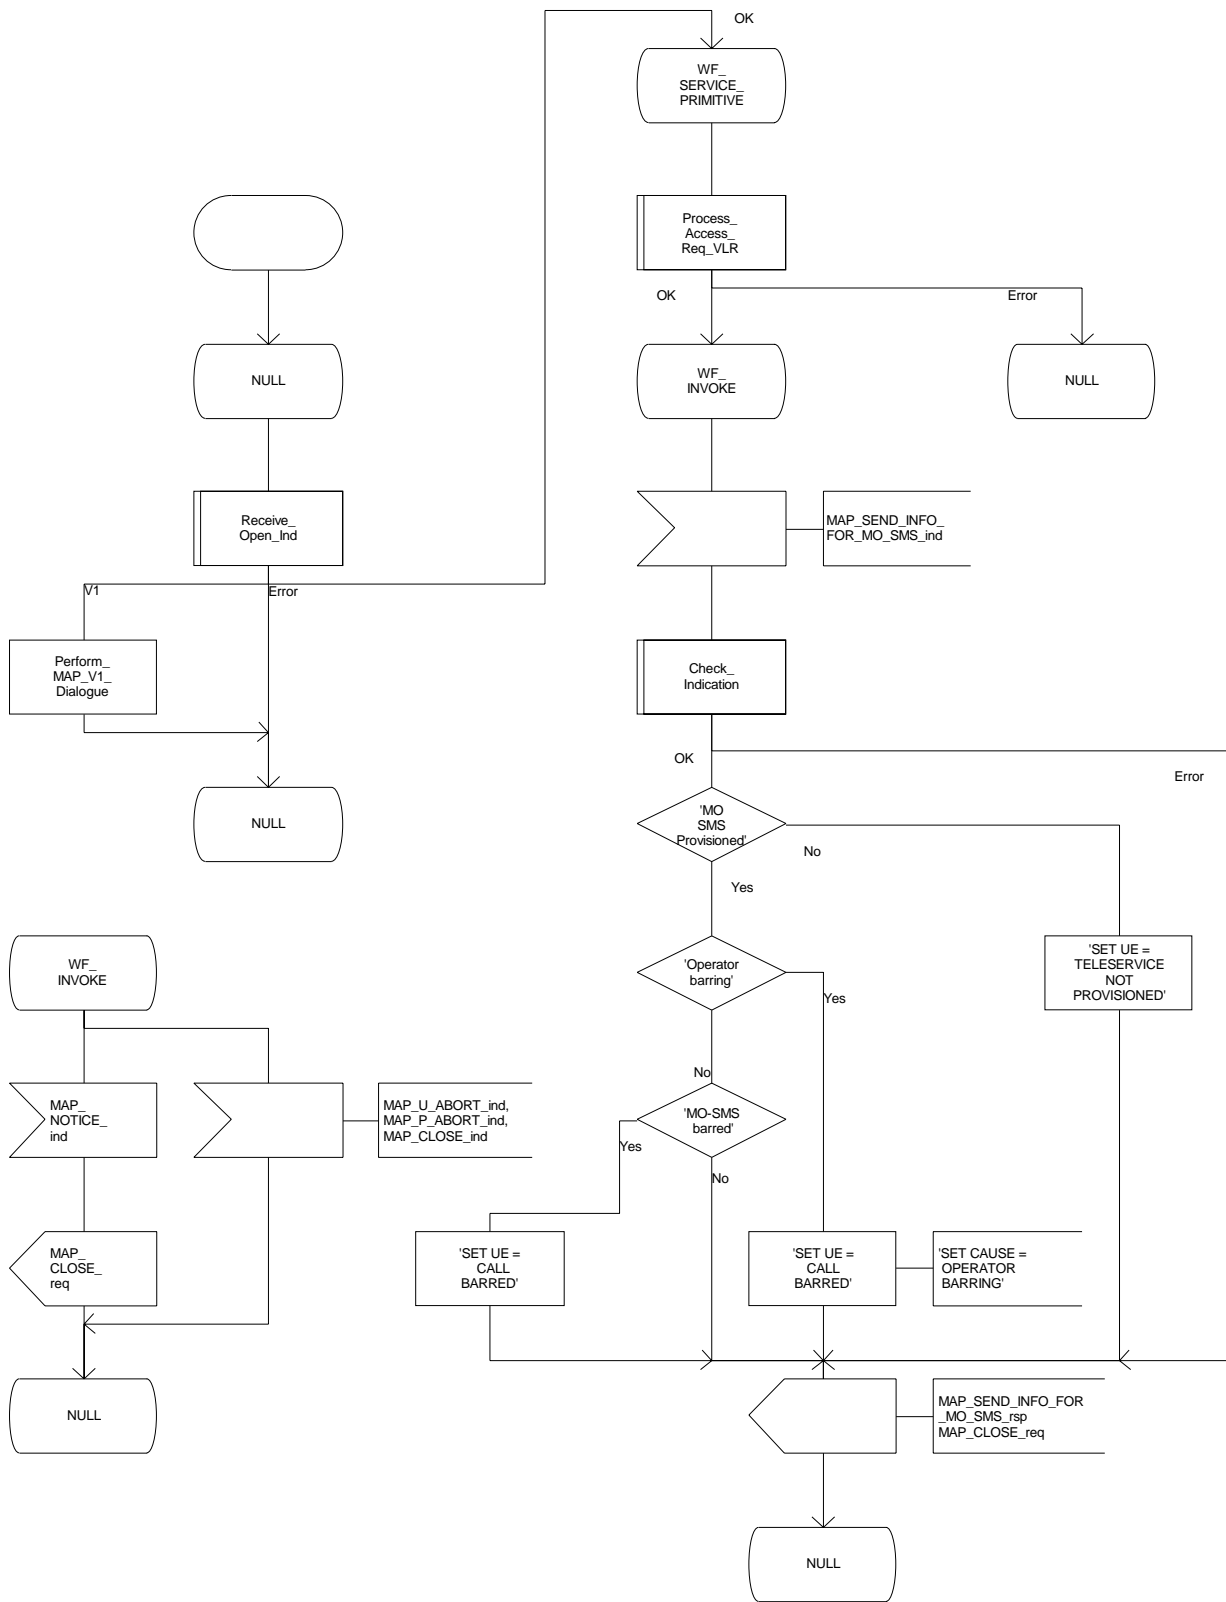 OK
WF_
SERVICE_
PRIMITIVE
Process_
Access_
Req_VLR
OK
Error
NULL
WF_
INVOKE
NULL
Receive_
Open_Ind
MAP_SEND_INFO_
FOR_MO_SMS_ind
V1
Error
Perform_
MAP_V1_
Dialogue
Check_
Indication
OK
Error
NULL
'MO
SMS
Provisioned'
No
Yes
WF_
INVOKE
'Operator
barring'
Yes
'SET UE =
TELESERVICE
NOT
PROVISIONED'
No
MAP_
NOTICE_
ind
MAP_U_ABORT_ind,
MAP_P_ABORT_ind,
MAP_CLOSE_ind
'MO-SMS
barred'
Yes
No
MAP_
CLOSE_
req
'SET UE =
CALL
BARRED'
'SET UE =
CALL
BARRED'
'SET CAUSE =
OPERATOR
BARRING'
NULL
MAP_SEND_INFO_FOR
_MO_SMS_rsp
MAP_CLOSE_req
NULL